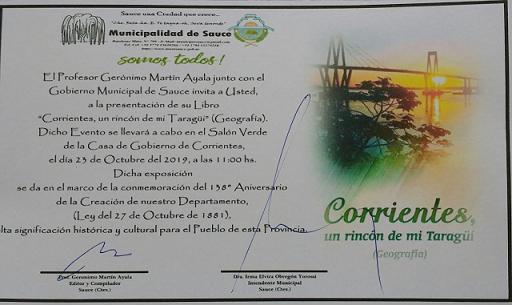 Sauce una Ciudad que crece..
Municipalidad de Sauce
somos todos!
El Profesor Gerónimo Martín Ayala junto con el
Gobierno Municipal de Sauce invita a Usted,
a la presentación de su Libro
"Corrientes, un rincón de mí Taragüí" (Geografía).
Dicho Evento se llevará a cabo en el Salón Verde
de la Casa de Gobierno de Corrientes,
el día 23 de Octubre del 2019, a las 11:00 hs.
Dicha exposición
se da en el marco de la conmemoración del 138° Aniversario
de la Creación de nuestro Departamento,
(Ley del 27 de Octubre de 1881),
lta significación histórica y cultural para el Pueblo de esta Provincia.
Corrientes,
un rincón de mi Taragüí
(Geografía)
Prof. Gerónimo Martín Ayala
Editor y Compilador
Sauce (Ctes.)
Dra. Irma Elvira Obregón Yorossi
Intendente Municipal
Sauce (Ctes.)